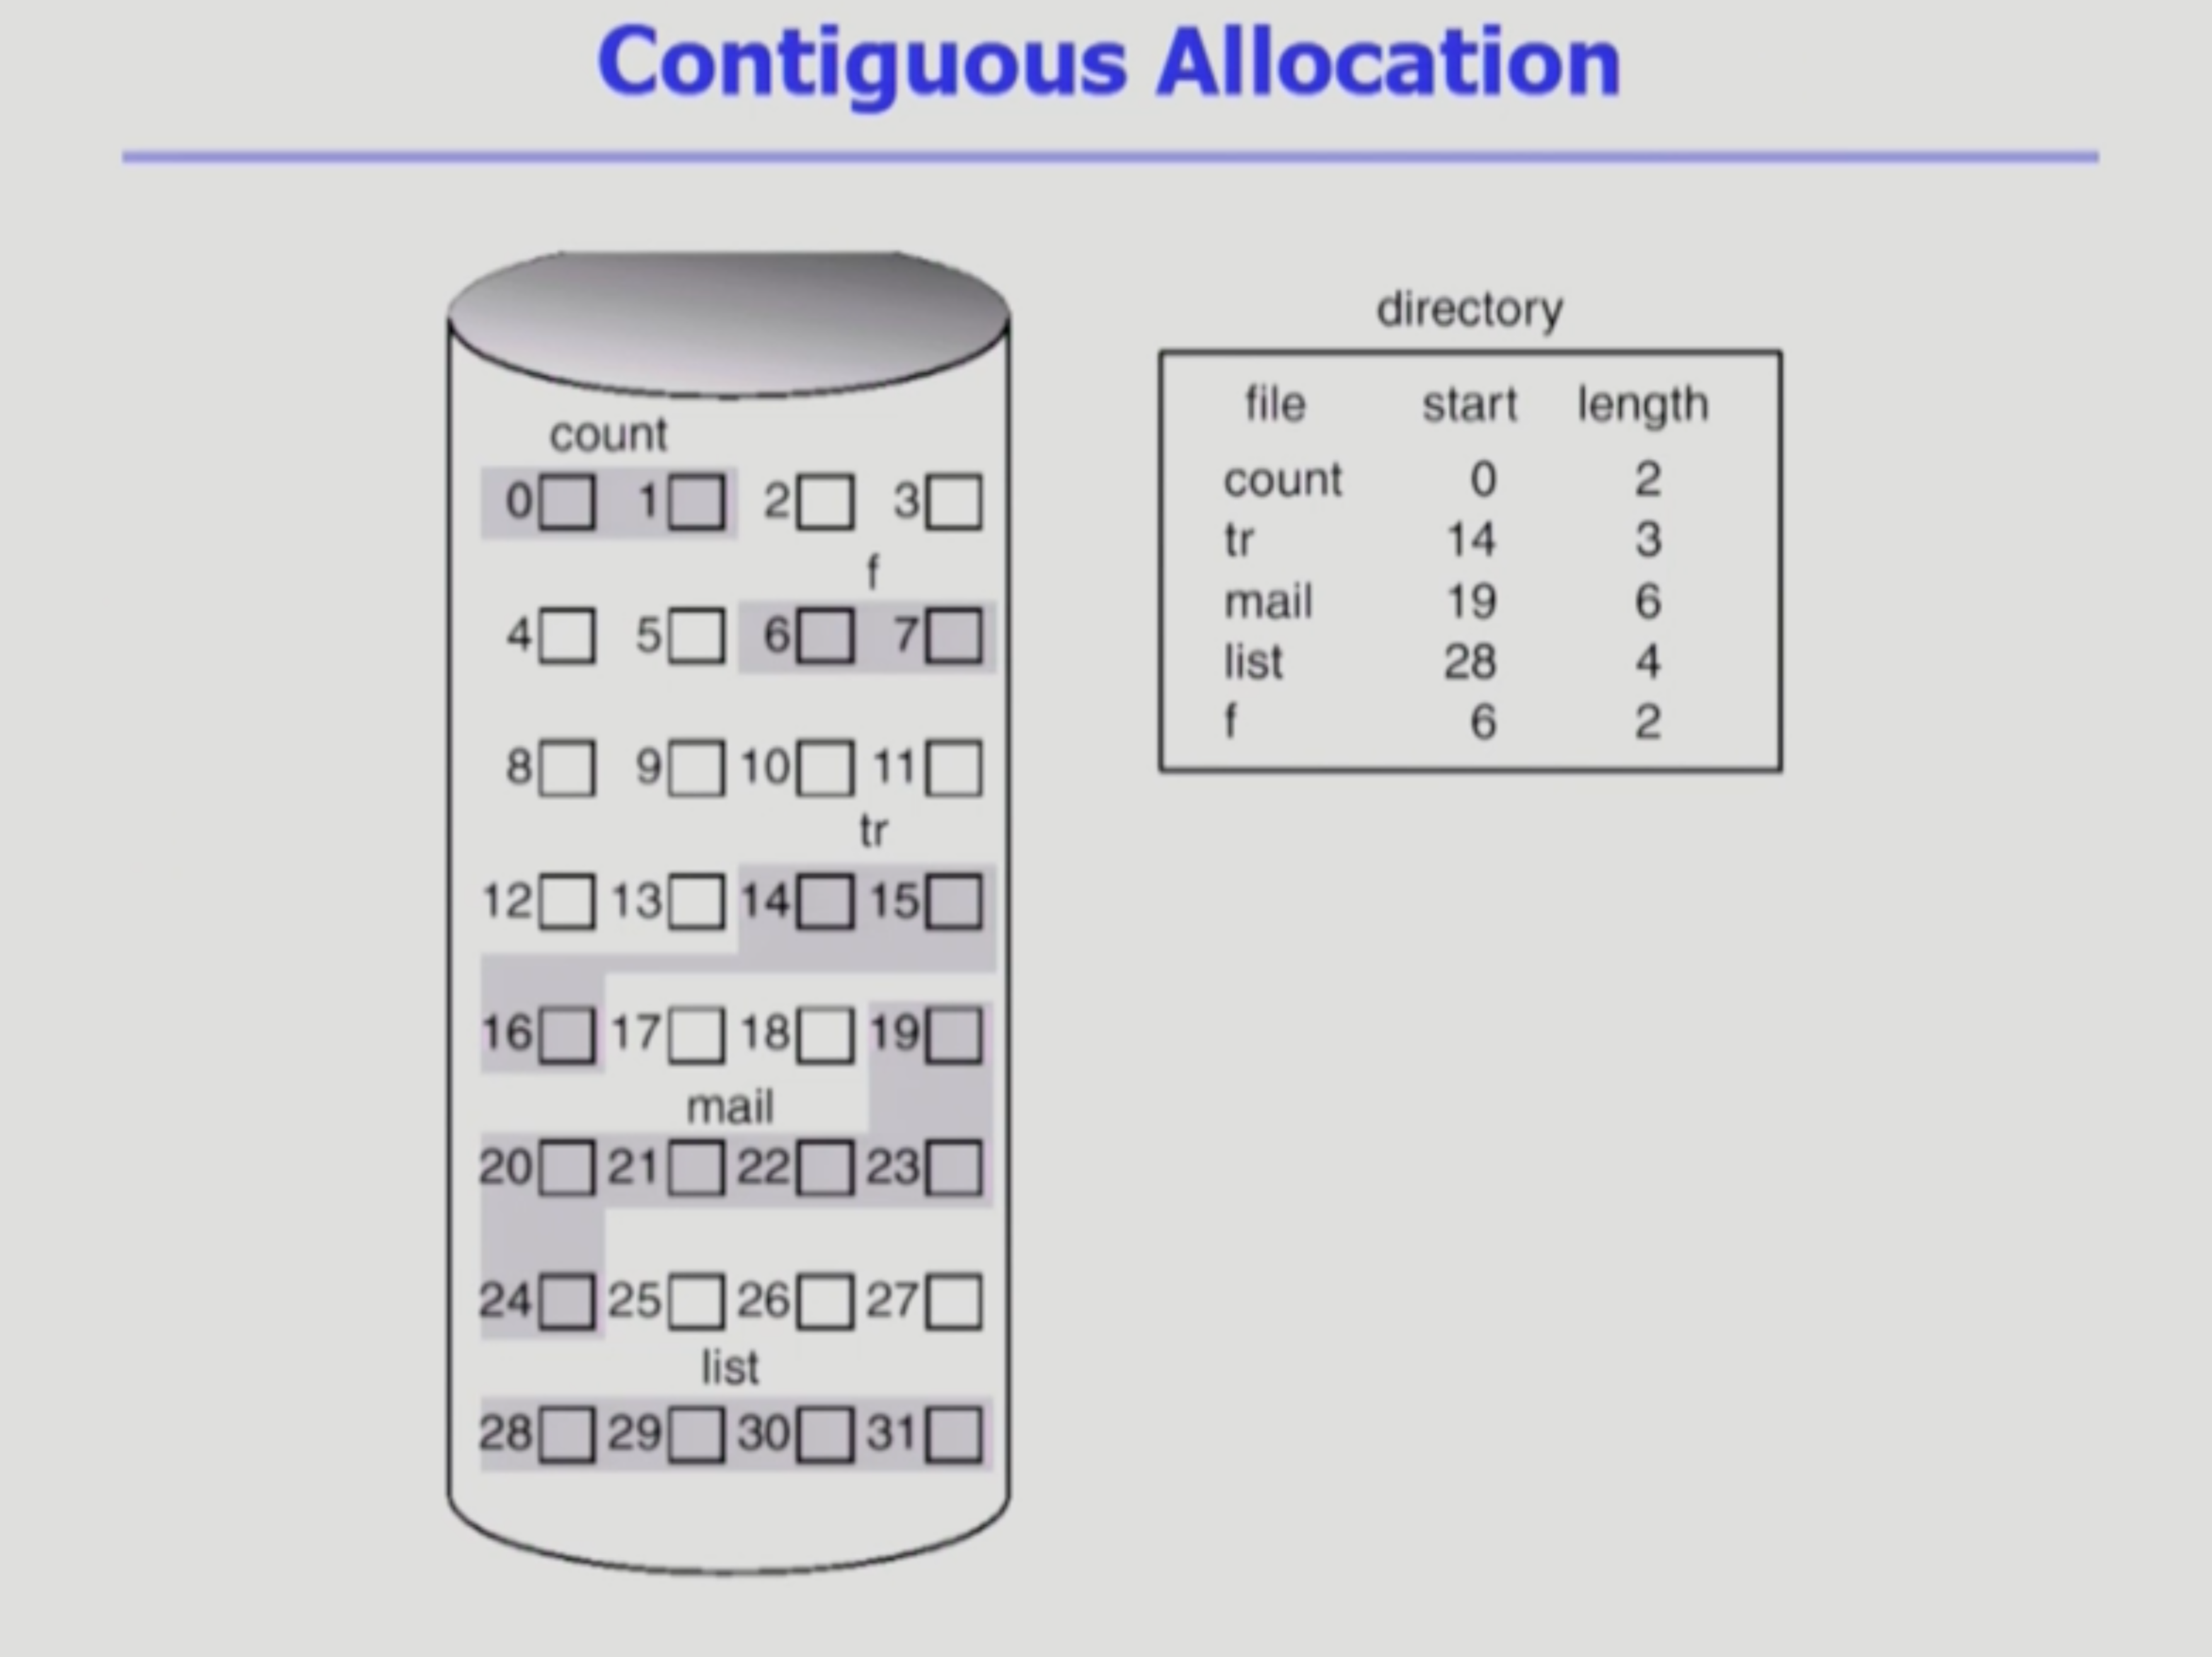 Contiguous Allocation
count
0 1 2 3
f
4 5 6 7
8 9 10 11
tr
12 13 14 15
16 17 18 19
mail
20 21 22 23
24 25 26 27
list
28 29 30 31
directory
file start length
count 0 2
tr 14 3
mail 19 6
list 28 4
f 6 2